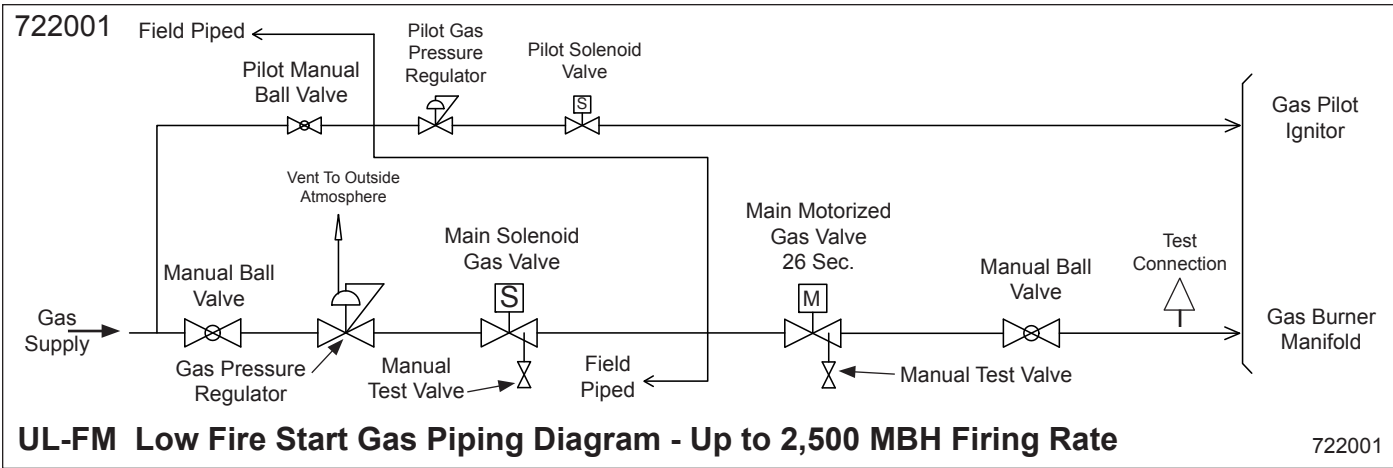 722001
Field Piped
Pilot Gas
Pressure
Regulator
Pilot Solenoid
Valve
Pilot Manual
Ball Valve
S
Gas Pilot
Ignitor
Vent To Outside
Atmosphere
Main Solenoid
Gas Valve
Main Motorized
Gas Valve
26 Sec.
Test
Connection
Manual Ball
Valve
Manual Ball
Valve
S
M
Gas
Supply
Gas Burner
Manifold
Gas Pressure
Regulator
Manual
Test Valve
Field
Piped
Manual Test Valve
UL-FM Low Fire Start Gas Piping Diagram - Up to 2,500 MBH Firing Rate
722001